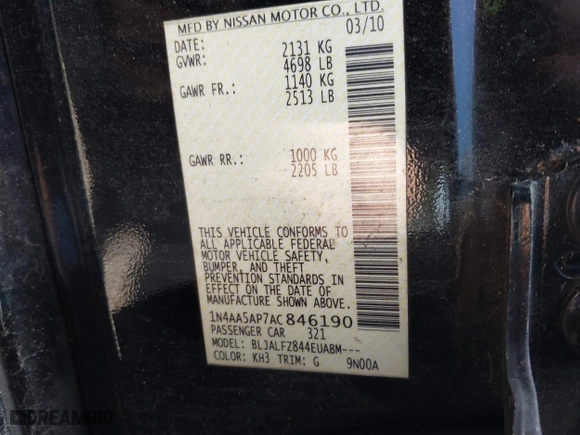 MFD BY NISSAN MOTOR CO., LTD.
DATE: 03/10
GVWR: 2131 KG
4698 LB
GAWR FR.: 1140 KG
2513 LB
GAWR RR.: 1000 KG
2205 LB
THIS VEHICLE CONFORMS TO
ALL APPLICABLE FEDERAL
MOTOR VEHICLE SAFETY,
BUMPER, AND THEFT
PREVENTION STANDARDS IN
EFFECT ON THE DATE OF
MANUFACTURE SHOWN ABOVE.
1N4AA5AP7AC846190
PASSENGER CAR 321
MODEL: BLJALFZ844EUABM---
COLOR: KH3 TRIM: G 9N00A
DREAMBID